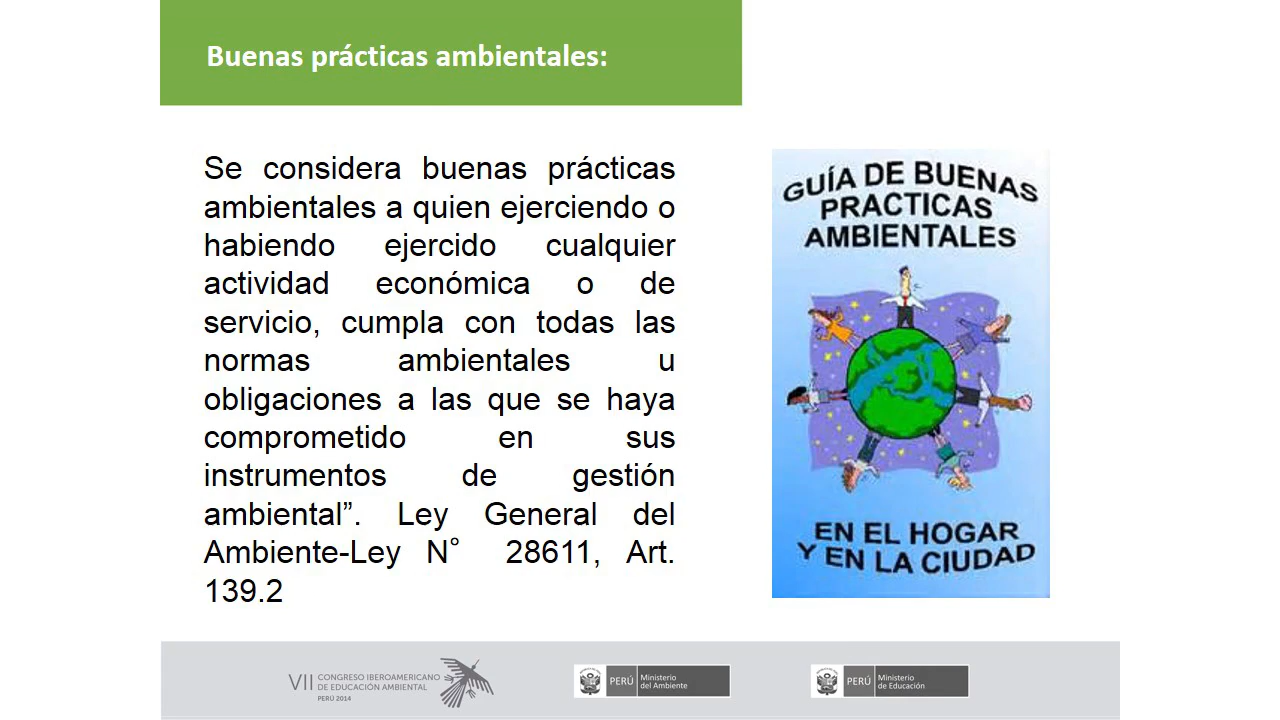 Buenas prácticas ambientales:
Se considera buenas prácticas
ambientales a quien ejerciendo o
habiendo ejercido cualquier
actividad económica o de
servicio, cumpla con todas las
normas ambientales u
obligaciones a las que se haya
comprometido en sus
instrumentos de gestión
ambiental”. Ley General del
Ambiente-Ley N° 28611, Art.
139.2
GUÍA DE BUENAS
PRACTICAS
AMBIENTALES
EN EL HOGAR
Y EN LA CIUDAD
VII CONGRESO IBEROAMERICANO
DE EDUCACIÓN AMBIENTAL
PERÚ 2014
PERÚ Ministerio
del Ambiente
PERÚ Ministerio
de Educación